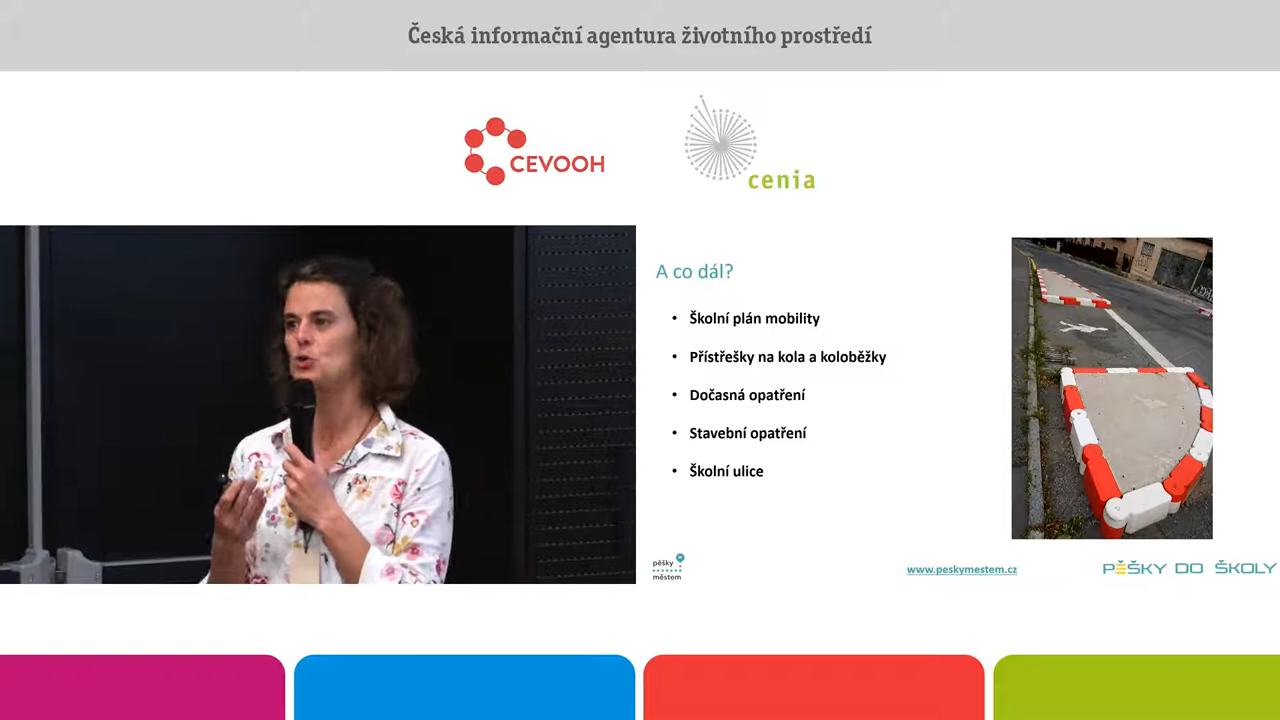 Česká informační agentura životního prostředí
CEVOOH
cenia
A co dál?
• Školní plán mobility
• Přístřešky na kola a koloběžky
• Dočasná opatření
• Stavební opatření
• Školní ulice
pěšky
městem
www.peskymestem.cz
PĚŠKY DO ŠKOLY